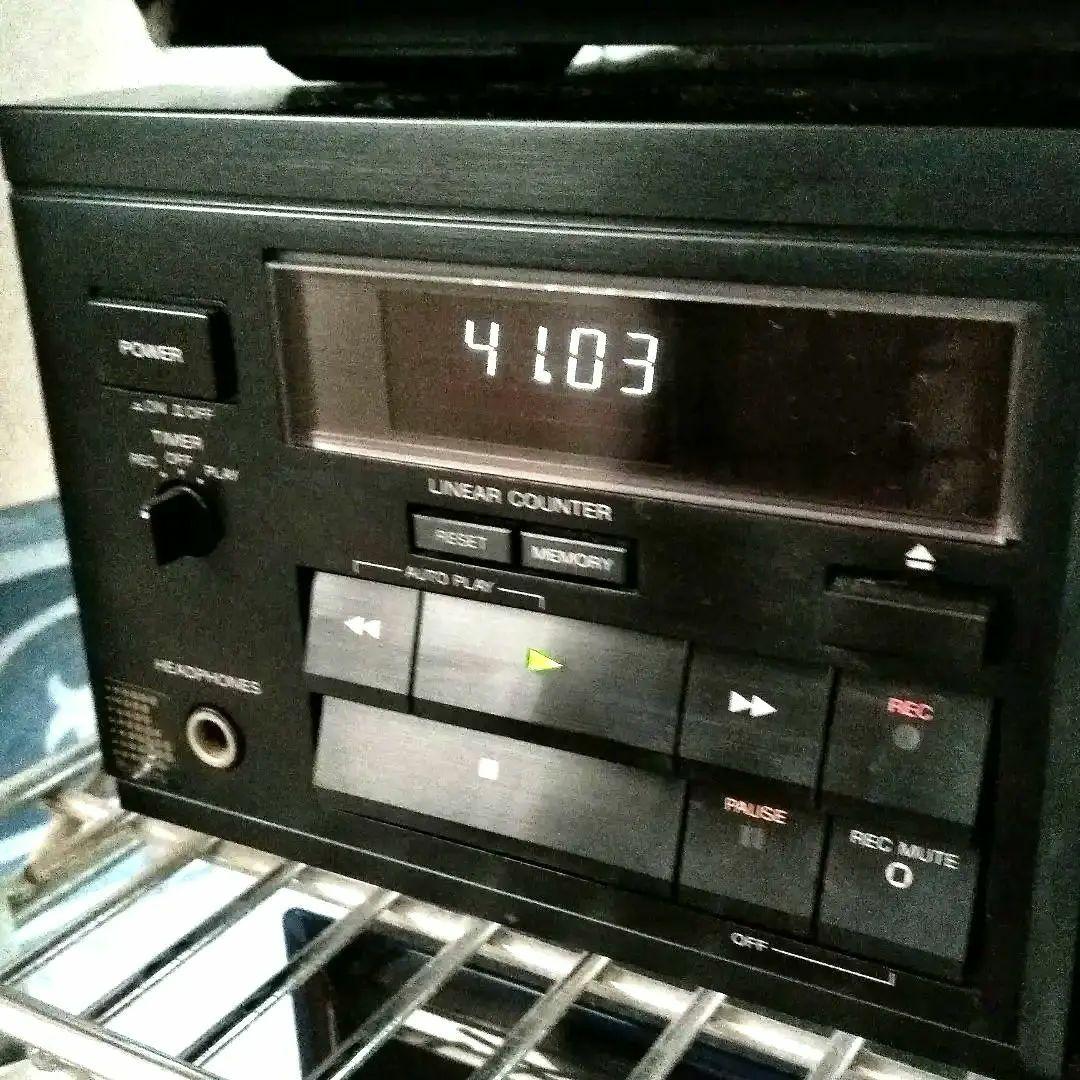 41.03
POWER
ON OFF
TIMER
OFF
REC PLAY
LINEAR COUNTER
RESET MEMORY
AUTO PLAY
HEADPHONES
REC
PAUSE
REC MUTE
OFF